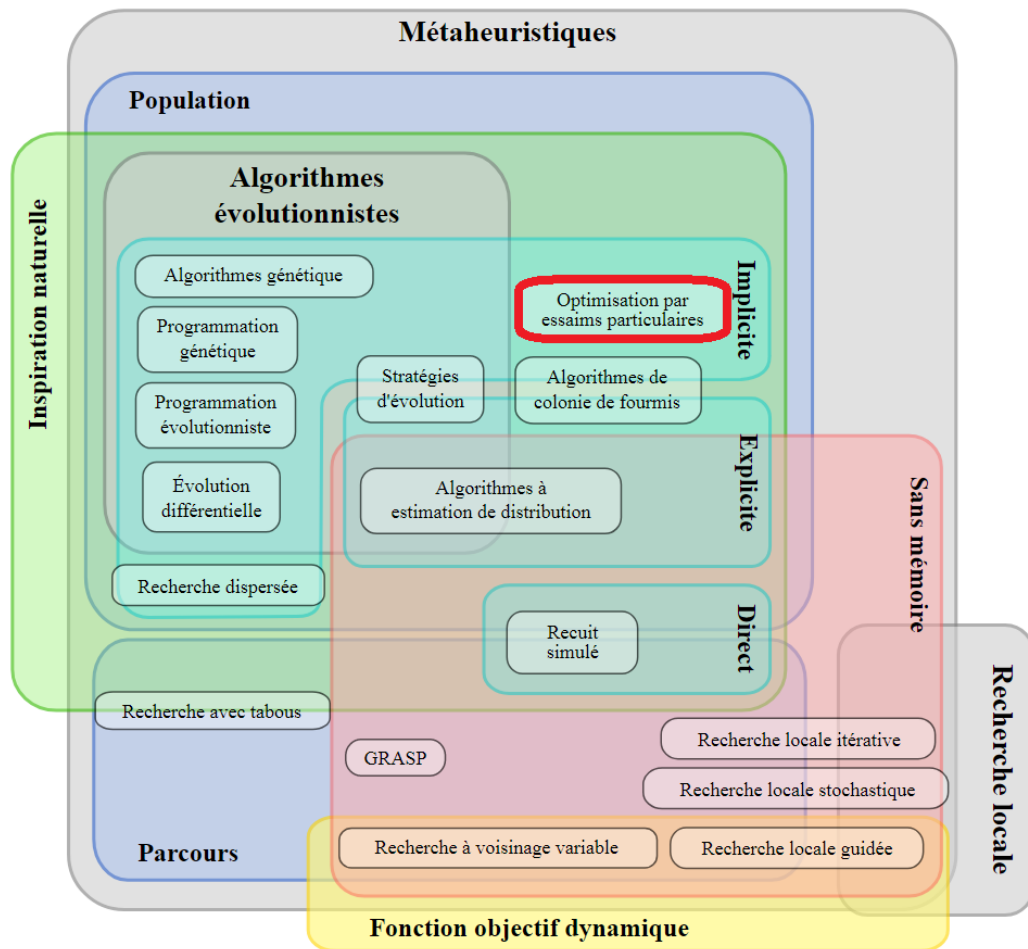 Métaheuristiques
Population
Inspiration naturelle
Algorithmes
évolutionnistes
Implicite
Algorithmes génétique
Optimisation par
essaims particulaires
Programmation
génétique
Stratégies
d'évolution
Algorithmes de
colonie de fourmis
Programmation
évolutionniste
Explicite
Sans mémoire
Évolution
différentielle
Algorithmes à
estimation de distribution
Recherche dispersée
Direct
Recuit
simulé
Recherche locale
Recherche avec tabous
Recherche locale itérative
GRASP
Recherche locale stochastique
Parcours
Recherche à voisinage variable
Recherche locale guidée
Fonction objectif dynamique